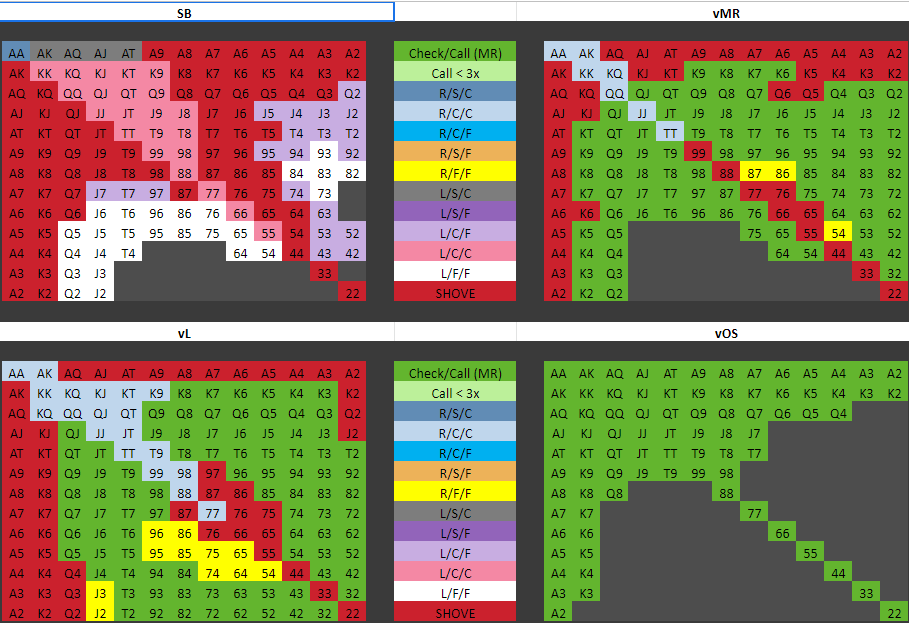 SB vMR
AA AK AQ AJ AT A9 A8 A7 A6 A5 A4 A3 A2 Check/Call (MR) AA AK AQ AJ AT A9 A8 A7 A6 A5 A4 A3 A2
AK KK KQ KJ KT K9 K8 K7 K6 K5 K4 K3 K2 Call < 3x AK KK KQ KJ KT K9 K8 K7 K6 K5 K4 K3 K2
AQ KQ QQ QJ QT Q9 Q8 Q7 Q6 Q5 Q4 Q3 Q2 R/S/C AQ KQ QQ QJ QT Q9 Q8 Q7 Q6 Q5 Q4 Q3 Q2
AJ KJ QJ JJ JT J9 J8 J7 J6 J5 J4 J3 J2 R/C/C AJ KJ QJ JJ JT J9 J8 J7 J6 J5 J4 J3 J2
AT KT QT JT TT T9 T8 T7 T6 T5 T4 T3 T2 R/C/F AT KT QT JT TT T9 T8 T7 T6 T5 T4 T3 T2
A9 K9 Q9 J9 T9 99 98 97 96 95 94 93 92 R/S/F A9 K9 Q9 J9 T9 99 98 97 96 95 94 93 92
A8 K8 Q8 J8 T8 98 88 87 86 85 84 83 82 R/F/F A8 K8 Q8 J8 T8 98 88 87 86 85 84 83 82
A7 K7 Q7 J7 T7 97 87 77 76 75 74 73 L/S/C A7 K7 Q7 J7 T7 97 87 77 76 75 74 73 72
A6 K6 Q6 J6 T6 96 86 76 66 65 64 63 L/S/F A6 K6 Q6 J6 T6 96 86 76 66 65 64 63 62
A5 K5 Q5 J5 T5 95 85 75 65 55 54 53 52 L/C/F A5 K5 Q5 75 65 55 54 53 52
A4 K4 Q4 J4 T4 64 54 44 43 42 L/C/C A4 K4 Q4 64 54 44 43 42
A3 K3 Q3 J3 33 L/F/F A3 K3 Q3 33 32
A2 K2 Q2 J2 22 SHOVE A2 K2 Q2 22
vL vOS
AA AK AQ AJ AT A9 A8 A7 A6 A5 A4 A3 A2 Check/Call (MR) AA AK AQ AJ AT A9 A8 A7 A6 A5 A4 A3 A2
AK KK KQ KJ KT K9 K8 K7 K6 K5 K4 K3 K2 Call < 3x AK KK KQ KJ KT K9 K8 K7 K6 K5 K4 K3 K2
AQ KQ QQ QJ QT Q9 Q8 Q7 Q6 Q5 Q4 Q3 Q2 R/S/C AQ KQ QQ QJ QT Q9 Q8 Q7 Q6 Q5 Q4
AJ KJ QJ JJ JT J9 J8 J7 J6 J5 J4 J3 J2 R/C/C AJ KJ QJ JJ JT J9 J8 J7
AT KT QT JT TT T9 T8 T7 T6 T5 T4 T3 T2 R/C/F AT KT QT JT TT T9 T8 T7
A9 K9 Q9 J9 T9 99 98 97 96 95 94 93 92 R/S/F A9 K9 Q9 J9 T9 99 98
A8 K8 Q8 J8 T8 98 88 87 86 85 84 83 82 R/F/F A8 K8 Q8 88
A7 K7 Q7 J7 T7 97 87 77 76 75 74 73 72 L/S/C A7 K7 77
A6 K6 Q6 J6 T6 96 86 76 66 65 64 63 62 L/S/F A6 K6 66
A5 K5 Q5 J5 T5 95 85 75 65 55 54 53 52 L/C/F A5 K5 55
A4 K4 Q4 J4 T4 94 84 74 64 54 44 43 42 L/C/C A4 K4 44
A3 K3 Q3 J3 T3 93 83 73 63 53 43 33 32 L/F/F A3 K3 33
A2 K2 Q2 J2 T2 92 82 72 62 52 42 32 22 SHOVE A2 22